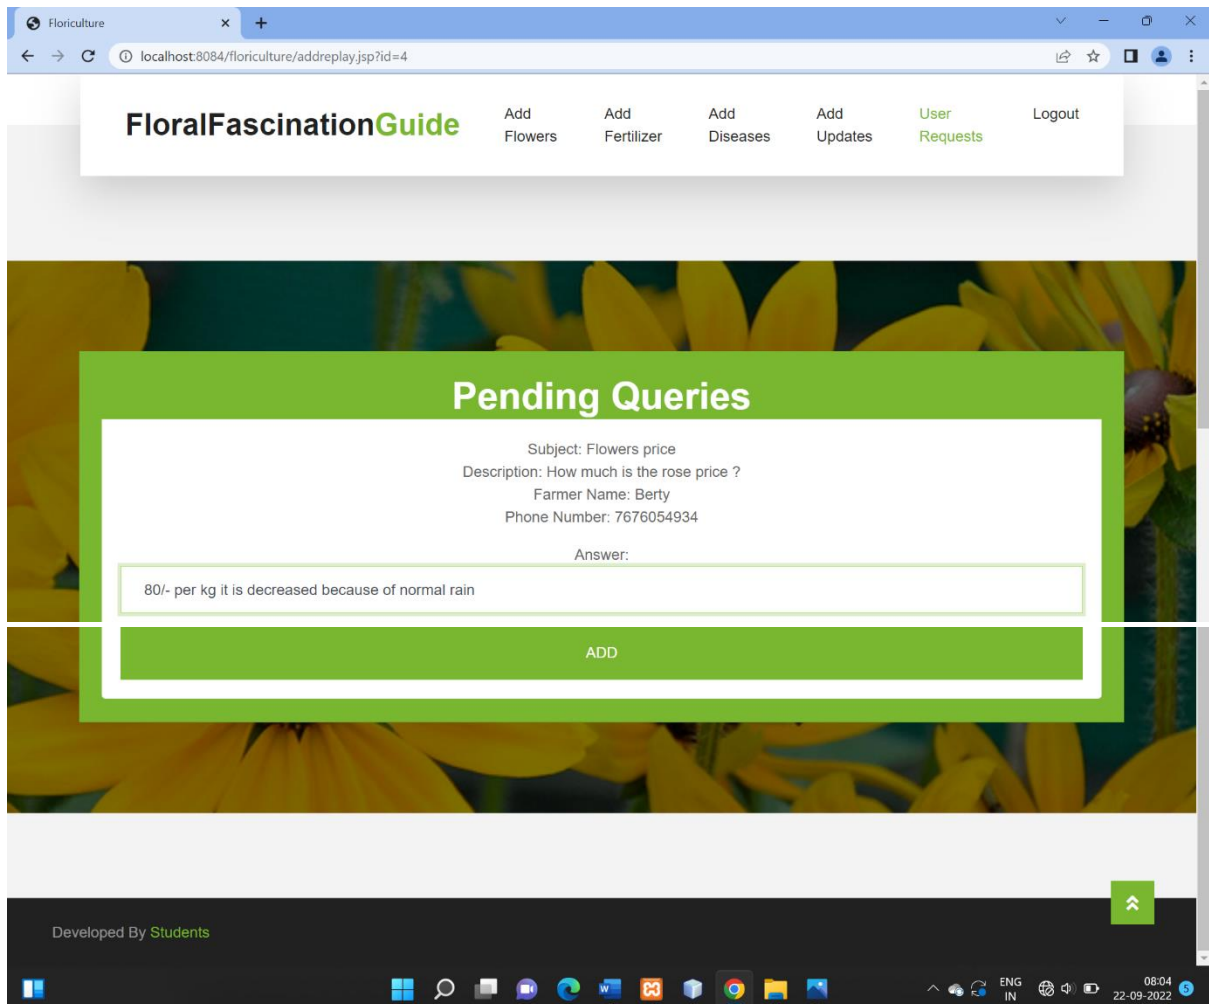 Floriculture
localhost:8084/floriculture/addreplay.jsp?id=4
FloralFascinationGuide
Add Flowers
Add Fertilizer
Add Diseases
Add Updates
User Requests
Logout
Pending Queries
Subject: Flowers price
Description: How much is the rose price ?
Farmer Name: Berty
Phone Number: 7676054934
Answer:
80/- per kg it is decreased because of normal rain
ADD
Developed By Students
ENG
IN
08:04
22-09-2022
5